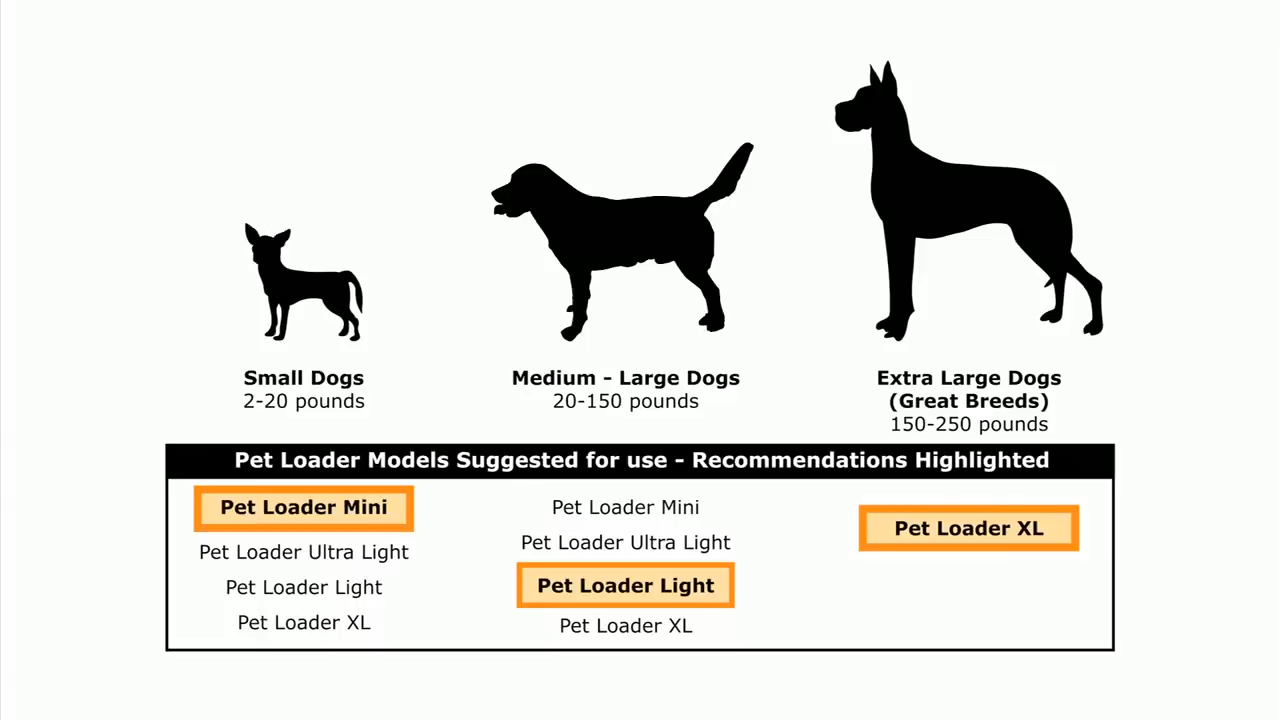 Small Dogs
2-20 pounds
Medium - Large Dogs
20-150 pounds
Extra Large Dogs
(Great Breeds)
150-250 pounds
Pet Loader Models Suggested for use - Recommendations Highlighted
Pet Loader Mini
Pet Loader Ultra Light
Pet Loader Light
Pet Loader XL
Pet Loader Mini
Pet Loader Ultra Light
Pet Loader Light
Pet Loader XL
Pet Loader XL